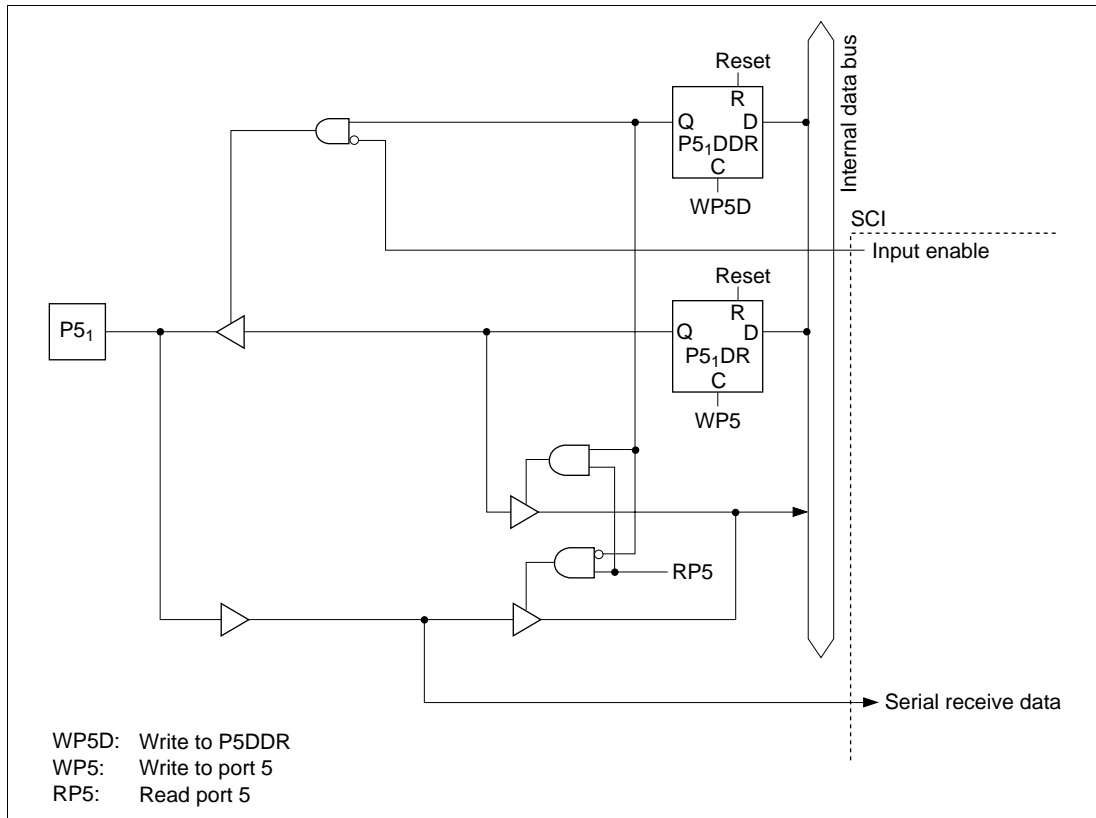 Reset
R
Q D
P5₁DDR
C
WP5D
Internal data bus
SCI
Input enable
Reset
R
Q D
P5₁DR
C
WP5
P5₁
RP5
Serial receive data
WP5D: Write to P5DDR
WP5: Write to port 5
RP5: Read port 5